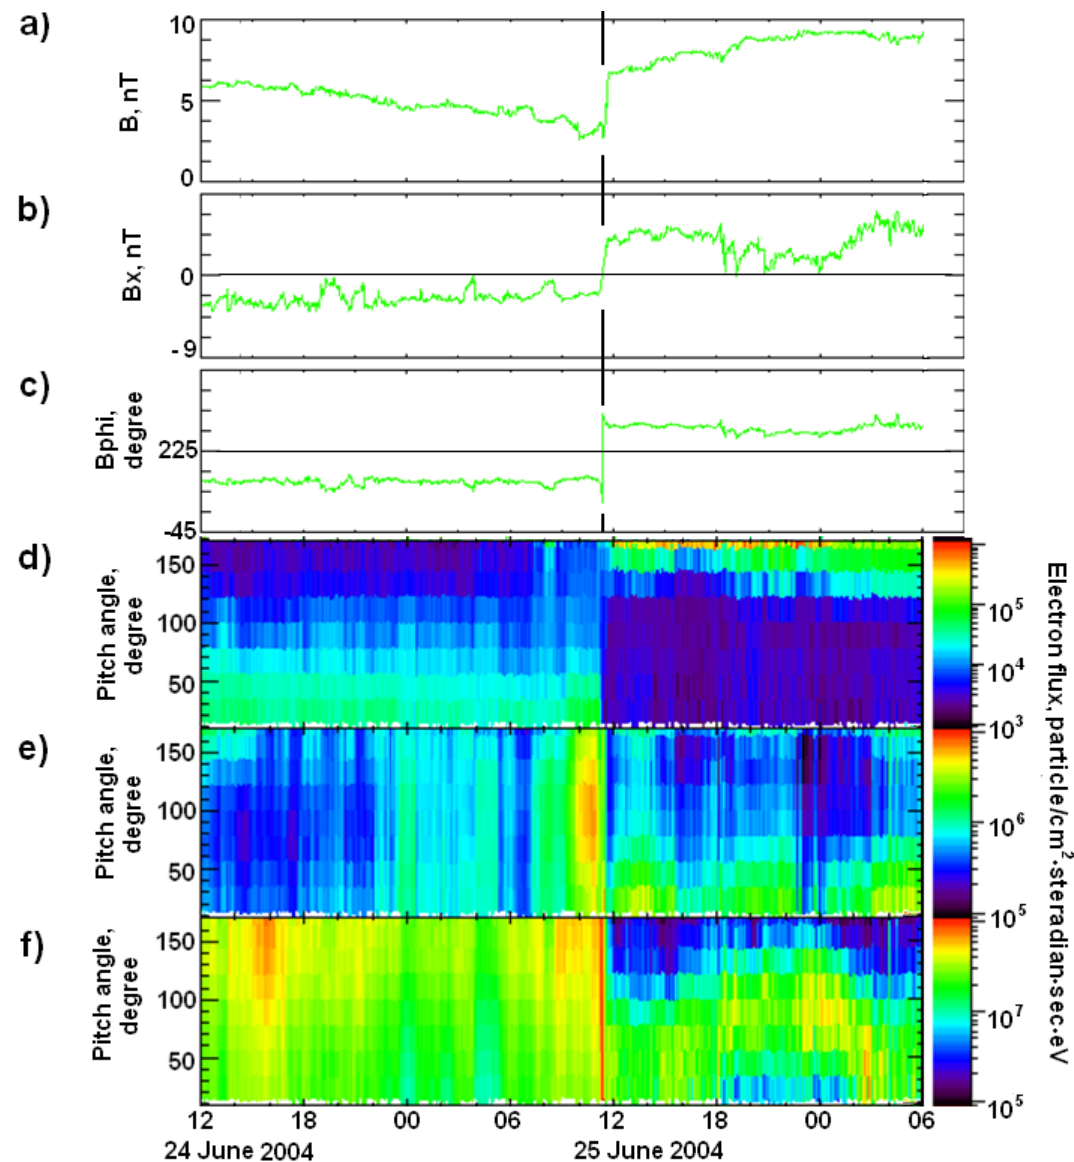 a)
B, nT
10
5
0
b)
Bx, nT
0
-9
c)
Bphi,
degree
225
-45
d)
Pitch angle,
degree
150
100
50
10⁵
10⁴
10³
e)
Pitch angle,
degree
150
100
50
10³
10⁶
10⁵
f)
Pitch angle,
degree
150
100
50
10⁷
10⁵
Electron flux, particle/cm²·steradian·sec·eV
12 18 00 06 12 18 00 06
24 June 2004 25 June 2004